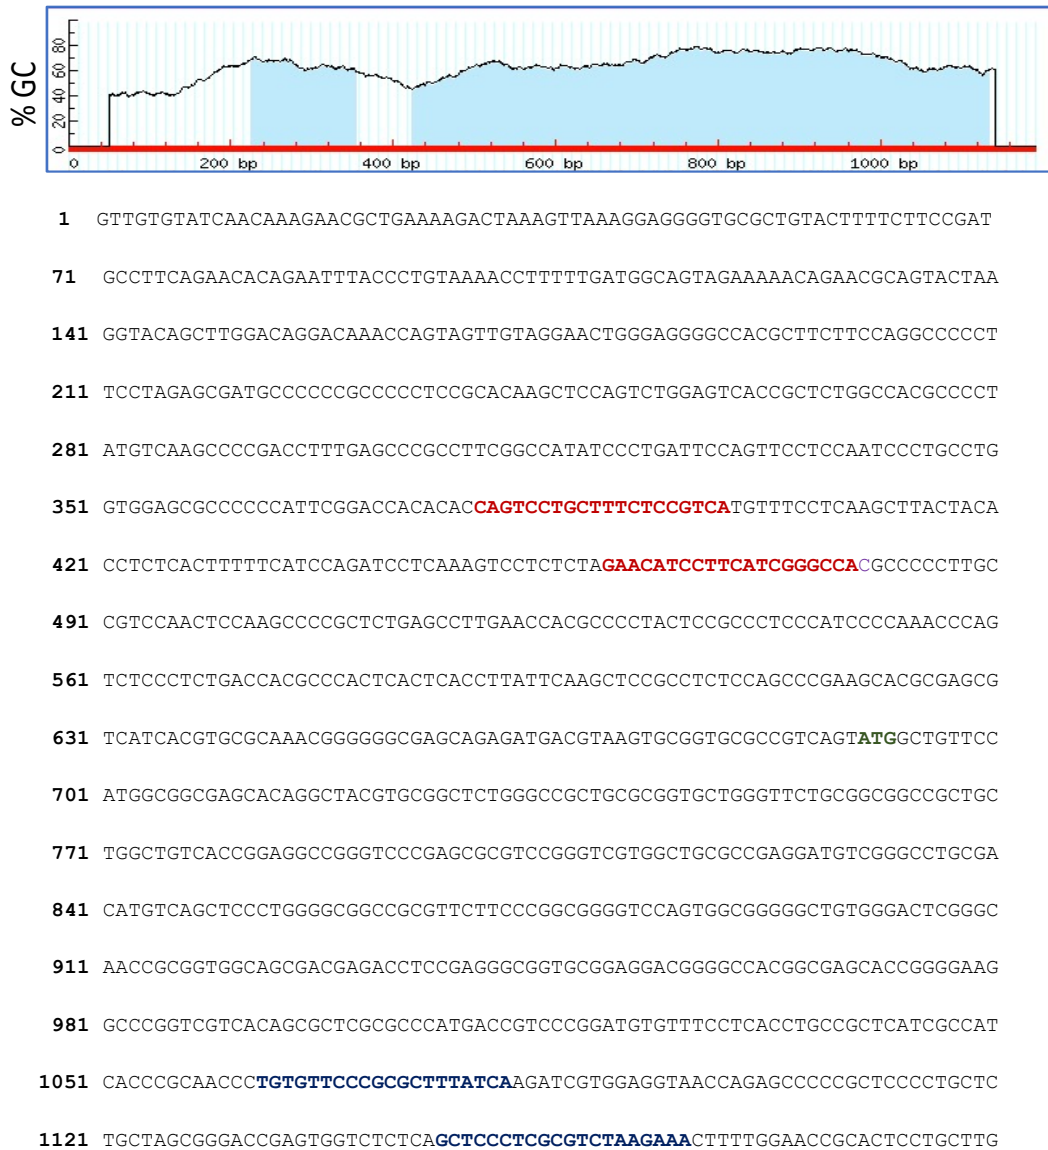 % GC
80
60
40
20
0
0 200 bp 400 bp 600 bp 800 bp 1000 bp
1 GTTGTGTATCAACAAAGAACGCTGAAAAGACTAAAGTTAAAGGAGGGGTGCGCTGTACTTTTCTTCCGAT
71 GCCTTCAGAACACAGAATTTACCCTGTAAAACCTTTTTGATGGCAGTAGAAAAACAGAACGCAGTACTAA
141 GGTACAGCTTGGACAGGACAAACCAGTAGTTGTAGGAACTGGGAGGGGCCACGCTTCTTCCAGGCCCCCT
211 TCCTAGAGCGATGCCCCCCGCCCCCTCCGCACAAGCTCCAGTCTGGAGTCACCGCTCTGGCCACGCCCCT
281 ATGTCAAGCCCCGACCTTTGAGCCCGCCTTCGGCCATATCCCTGATTCCAGTTCCTCCAATCCCTGCCTG
351 GTGGAGCGCCCCCCATTCGGACCACACACCAGTCCTGCTTTCTCCGTCATGTTTCCTCAAGCTTACTACA
421 CCTCTCACTTTTTCATCCAGATCCTCAAAGTCCTCTCTAGAACATCCTTCATCGGGCCACGCCCCCTTGC
491 CGTCCAACTCCAAGCCCCGCTCTGAGCCTTGAACCACGCCCCTACTCCGCCCTCCCATCCCCAAACCCAG
561 TCTCCCTCTGACCACGCCCACTCACTCACCTTATTCAAGCTCCGCCTCTCCAGCCCGAAGCACGCGAGCG
631 TCATCACGTGCGCAAACGGGGGGCGAGCAGAGATGACGTAAGTGCGGTGCGCCGTCAGTATGGCTGTTCC
701 ATGGCGGCGAGCACAGGCTACGTGCGGCTCTGGGCCGCTGCGCGGTGCTGGGTTCTGCGGCGGCCGCTGC
771 TGGCTGTCACCGGAGGCCGGGTCCCGAGCGCGTCCGGGTCGTGGCTGCGCCGAGGATGTCGGGCCTGCGA
841 CATGTCAGCTCCCTGGGGCGGCCGCGTTCTTCCCGGCGGGGTCCAGTGGCGGGGGCTGTGGGACTCGGGC
911 AACCGCGGTGGCAGCGACGAGACCTCCGAGGGCGGTGCGGAGGACGGGGCCACGGCGAGCACCGGGGAAG
981 GCCCGGTCGTCACAGCGCTCGCGCCCATGACCGTCCCGGATGTGTTTCCTCACCTGCCGCTCATCGCCAT
1051 CACCCGCAACCCTGTGTTCCCGCGCTTTATCAAGATCGTGGAGGTAACCAGAGCCCCCGCTCCCCTGCTC
1121 TGCTAGCGGGACCGAGTGGTCTCTCAGCTCCCTCGCGTCTAAGAAACTTTTGGAACCGCACTCCTGCTTG